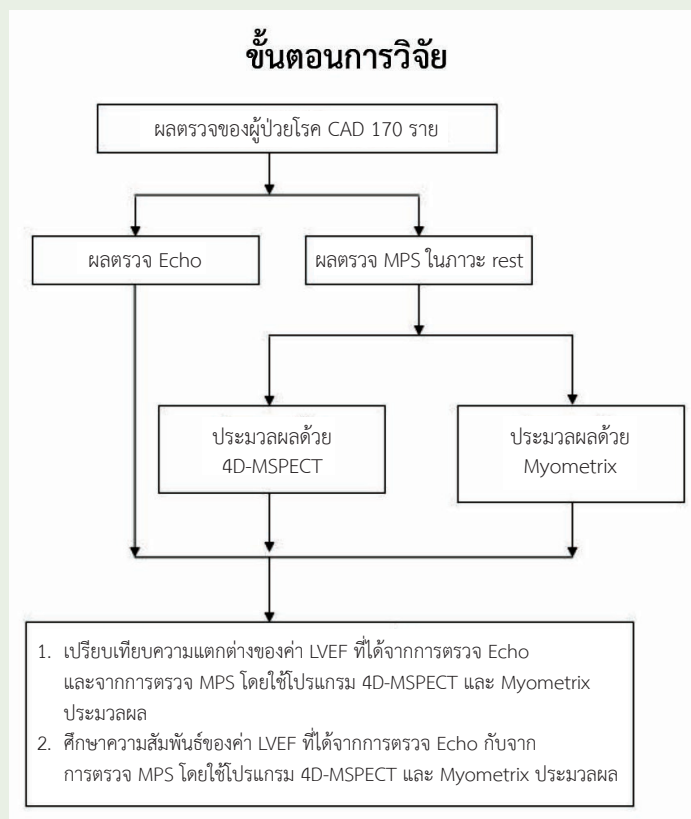 ขั้นตอนการวิจัย
ผลตรวจของผู้ป่วยโรค CAD 170 ราย
ผลตรวจ Echo
ผลตรวจ MPS ในภาวะ rest
ประมวลผลด้วย
4D-MSPECT
ประมวลผลด้วย
Myometrix
1. เปรียบเทียบความแตกต่างของค่า LVEF ที่ได้จากการตรวจ Echo
และจากการตรวจ MPS โดยใช้โปรแกรม 4D-MSPECT และ Myometrix
ประมวลผล
2. ศึกษาความสัมพันธ์ของค่า LVEF ที่ได้จากการตรวจ Echo กับจาก
การตรวจ MPS โดยใช้โปรแกรม 4D-MSPECT และ Myometrix ประมวลผล